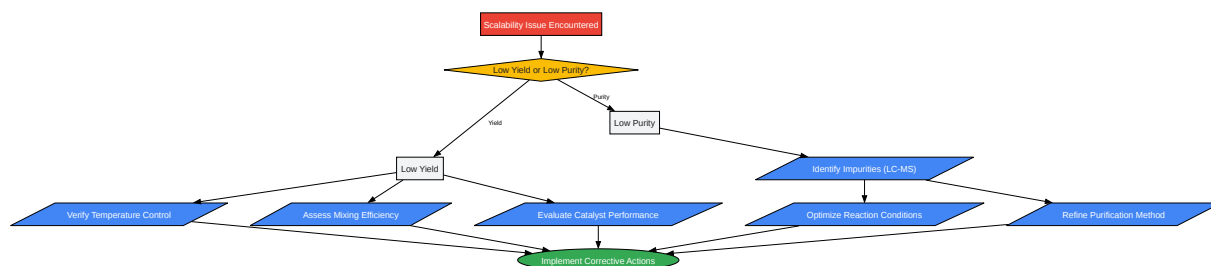 Scalability Issue Encountered
Low Yield or Low Purity?
Purity
Yield
Low Purity
Low Yield
Identify Impurities (LC-MS)
Verify Temperature Control
Assess Mixing Efficiency
Evaluate Catalyst Performance
Optimize Reaction Conditions
Refine Purification Method
Implement Corrective Actions